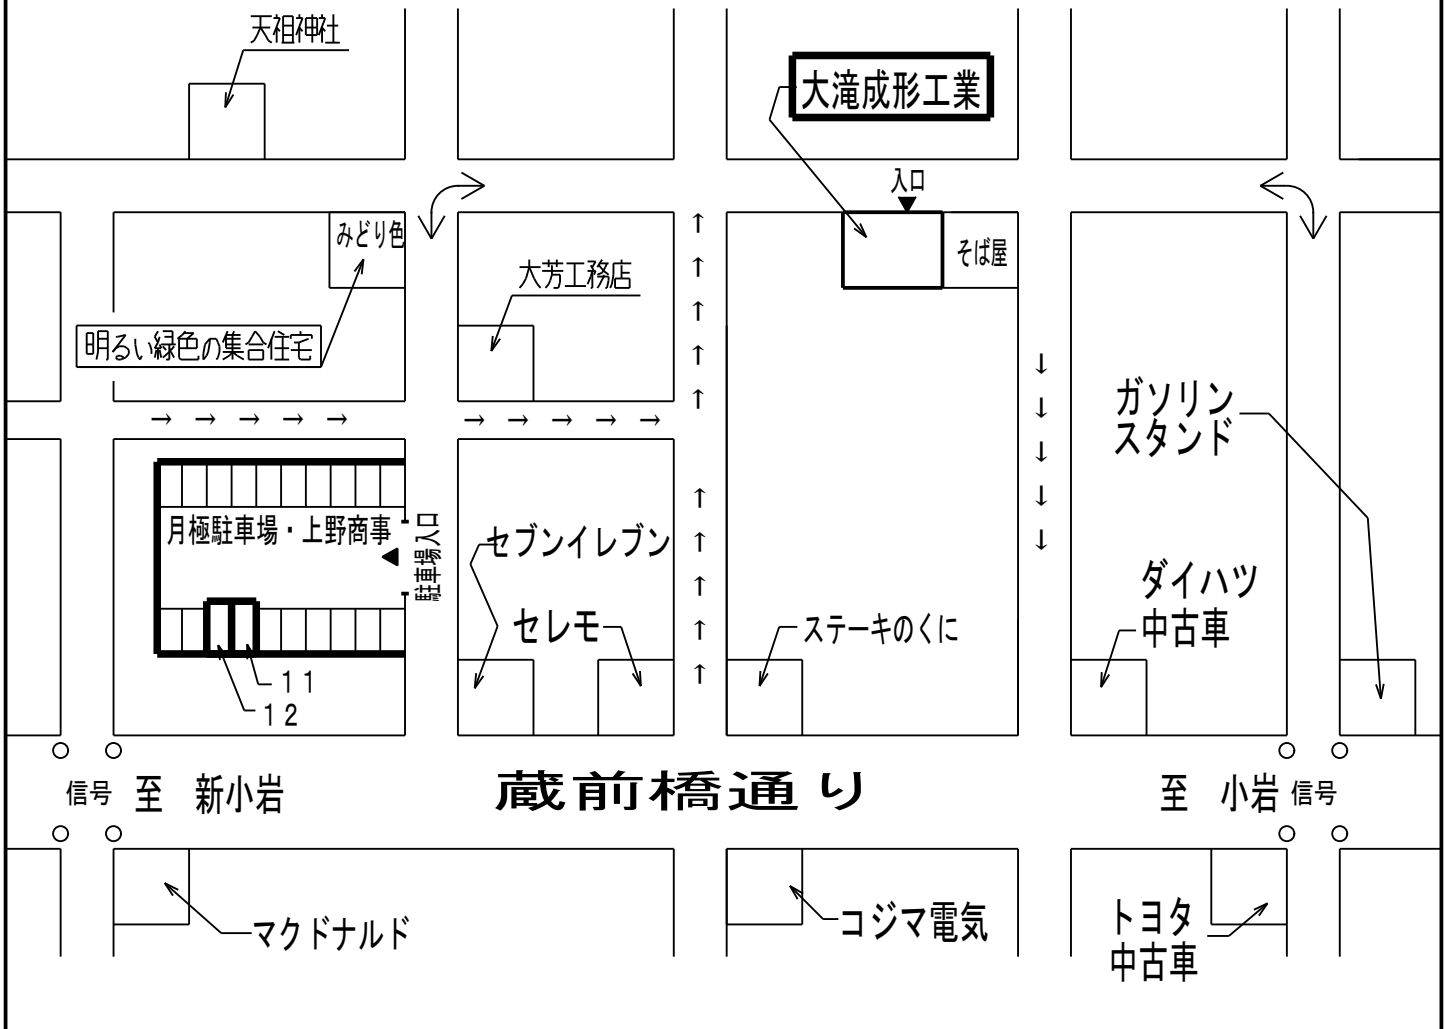 天祖神社
大滝成形工業
入口
みどり色
そば屋
大芳工務店
明るい緑色の集合住宅
↑
↑
↑
↑
↑
→ → → → →
→ → → → →
↓
↓
↓
↓
↓
ガソリン
スタンド
月極駐車場・上野商事
駐車場入口
セブンイレブン
↑
↑
↑
↑
↑
ダイハツ
中古車
セレモ
ステーキのくに
11
12
信号
至 新小岩
蔵前橋通り
至 小岩
信号
マクドナルド
コジマ電気
トヨタ
中古車